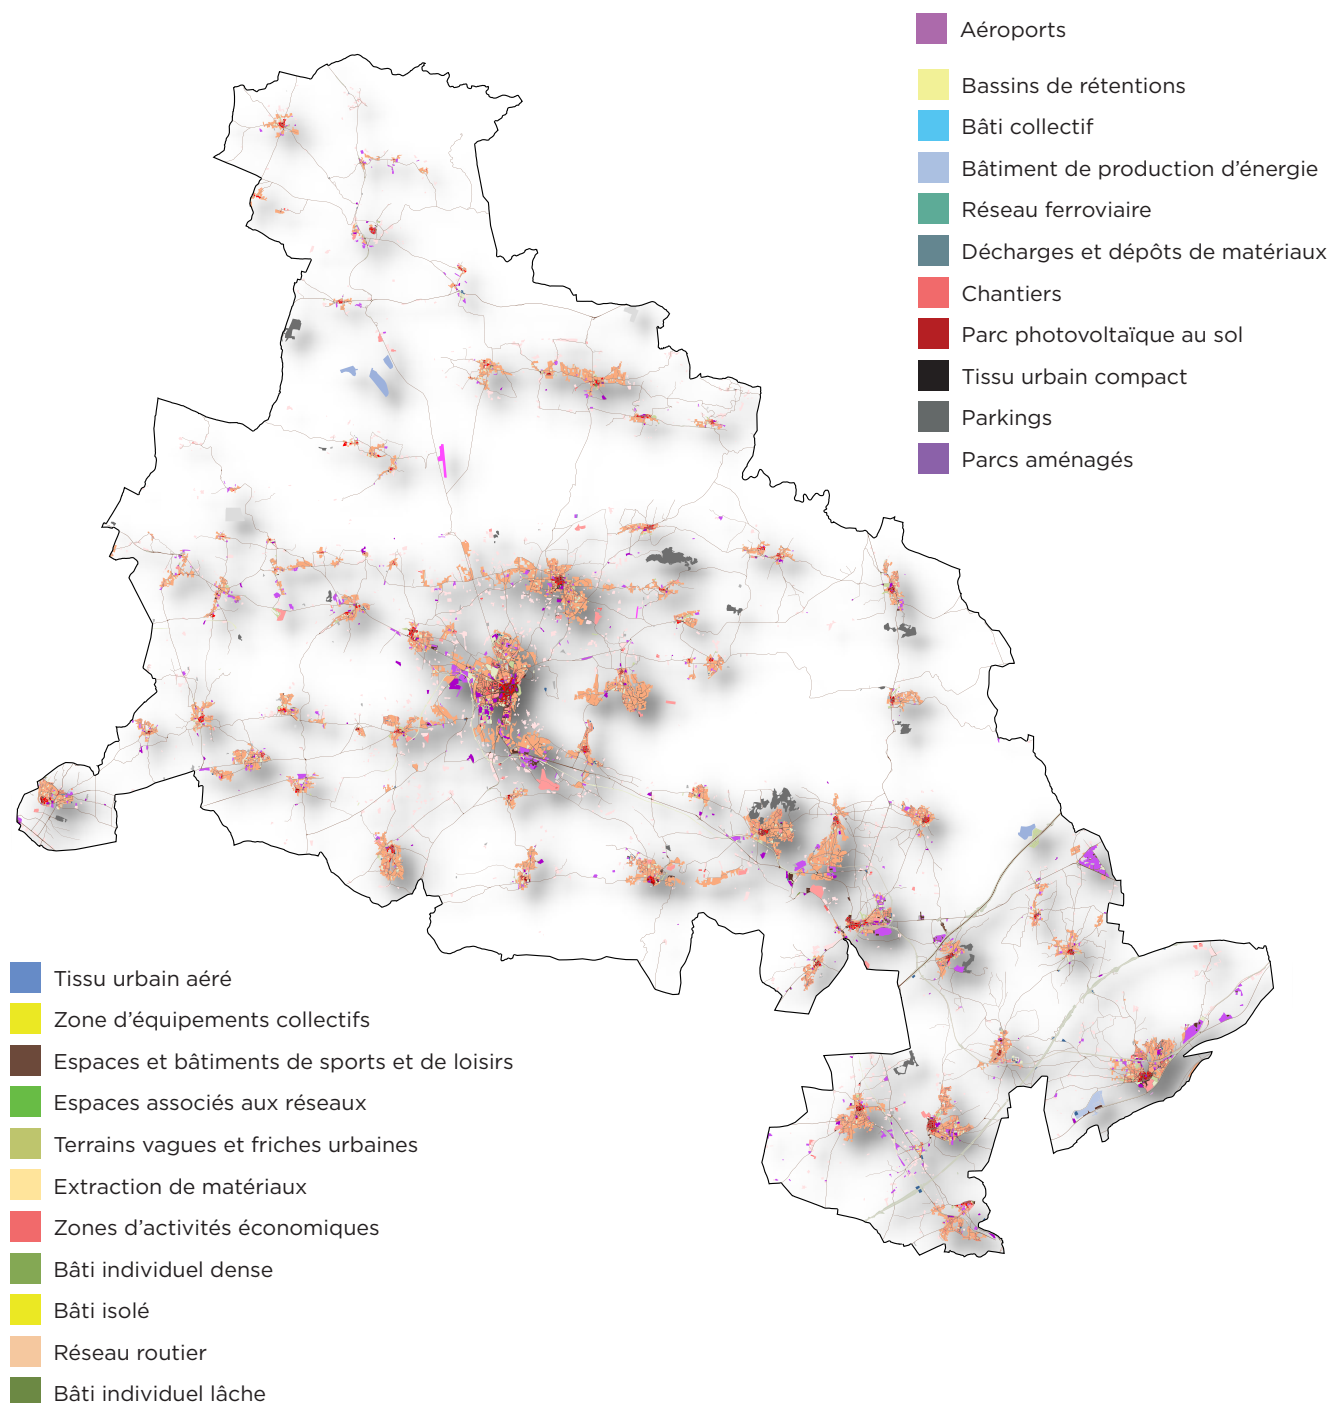 Aéroports
Bassins de rétentions
Bâti collectif
Bâtiment de production d’énergie
Réseau ferroviaire
Décharges et dépôts de matériaux
Chantiers
Parc photovoltaïque au sol
Tissu urbain compact
Parkings
Parcs aménagés
Tissu urbain aéré
Zone d’équipements collectifs
Espaces et bâtiments de sports et de loisirs
Espaces associés aux réseaux
Terrains vagues et friches urbaines
Extraction de matériaux
Zones d’activités économiques
Bâti individuel dense
Bâti isolé
Réseau routier
Bâti individuel lâche